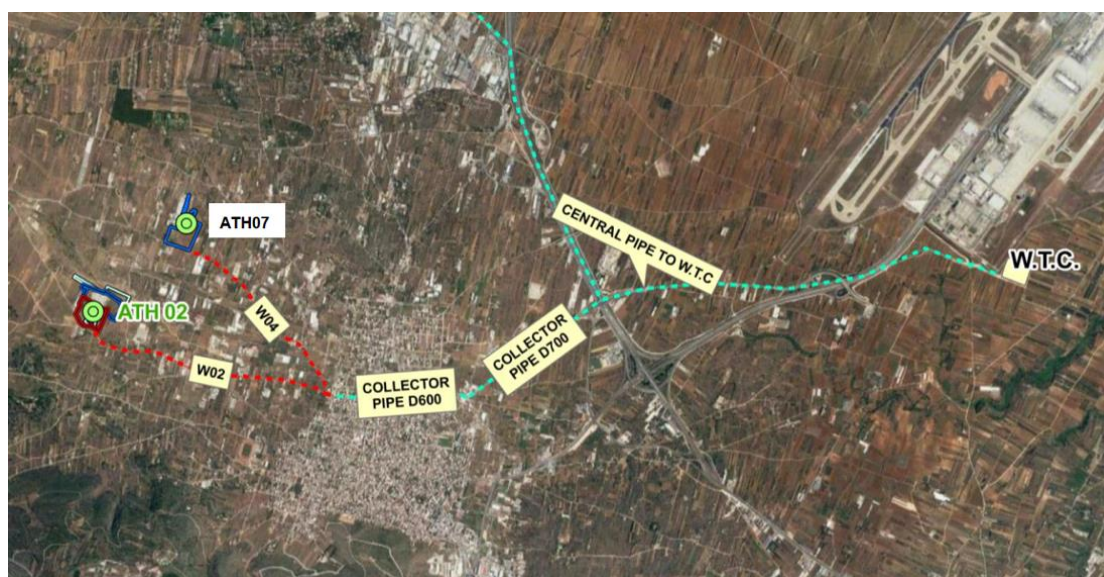 CENTRAL PIPE TO W.T.C
ATH07
W.T.C.
ATH 02
W04
COLLECTOR
PIPE D700
W02
COLLECTOR
PIPE D600